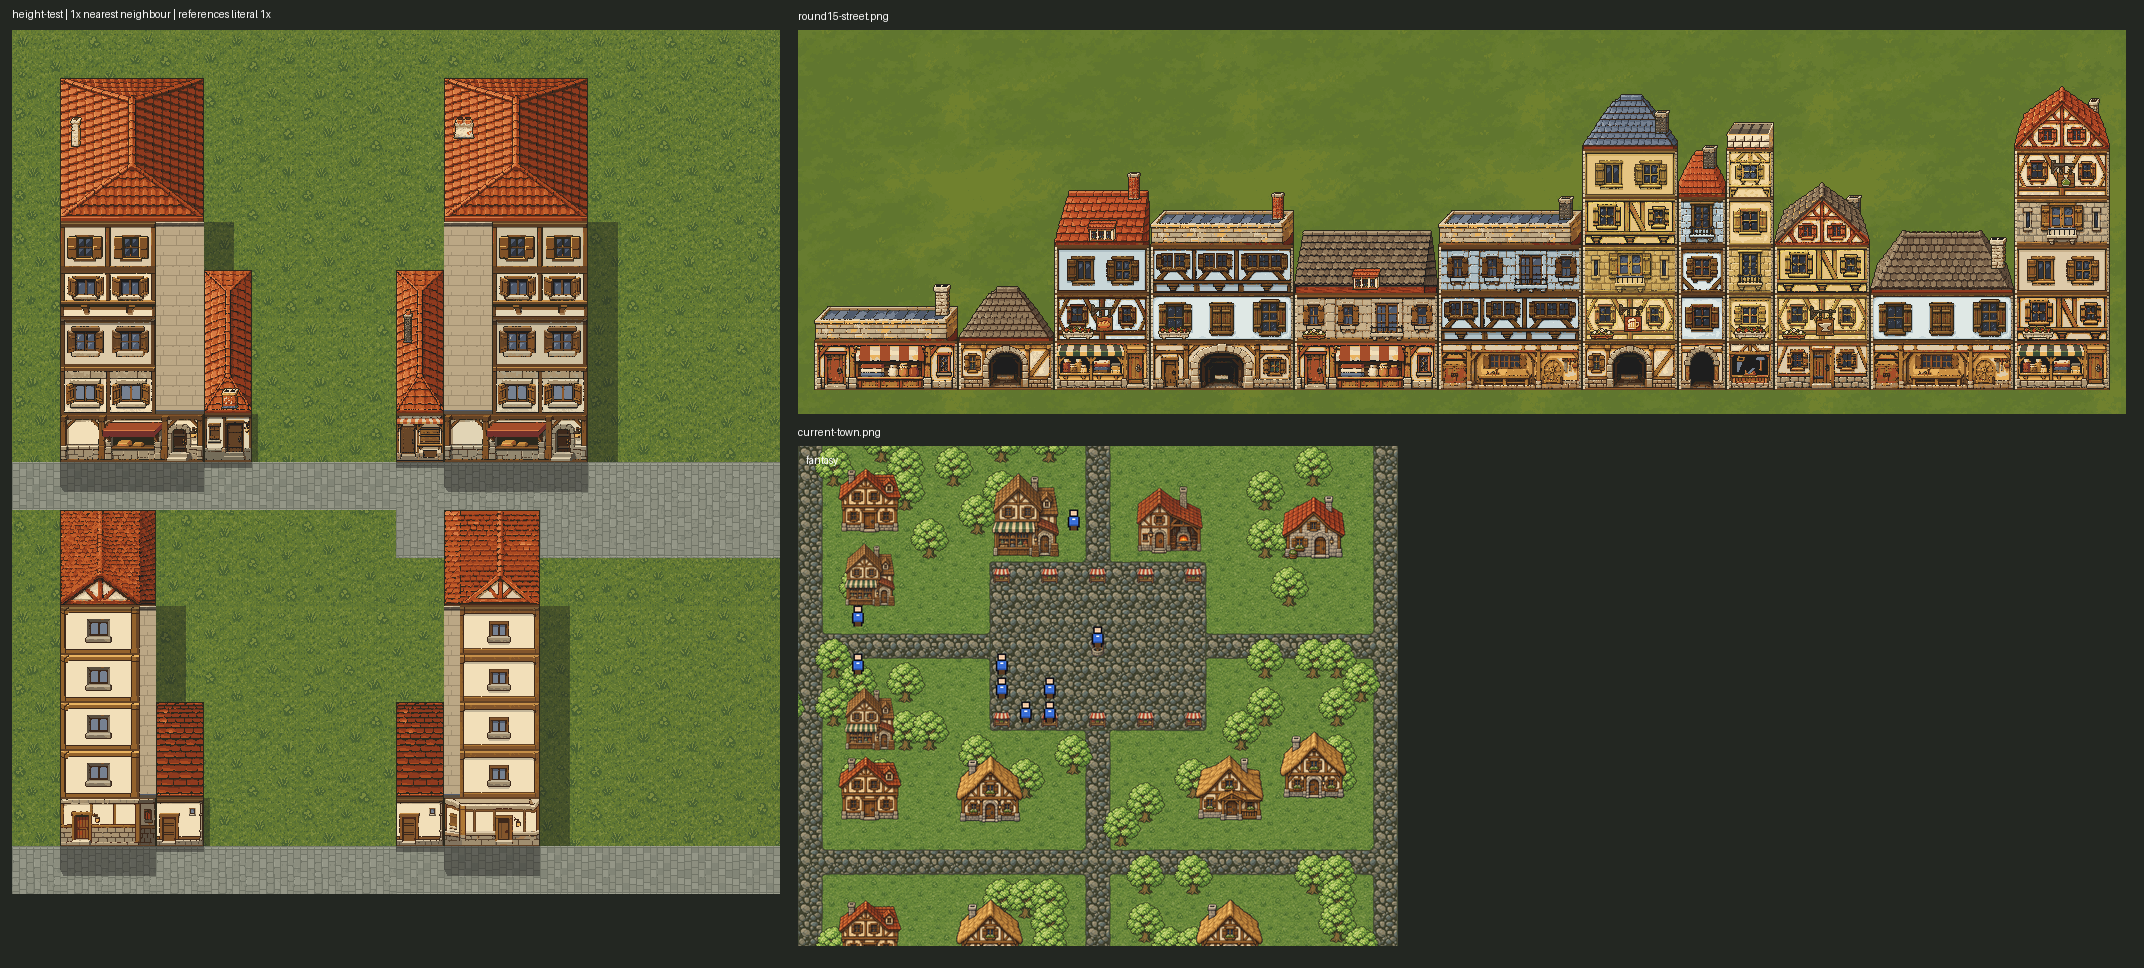 height-test | 1x nearest neighbour | references literal 1x
round15-street.png
current-town.png
fantasy